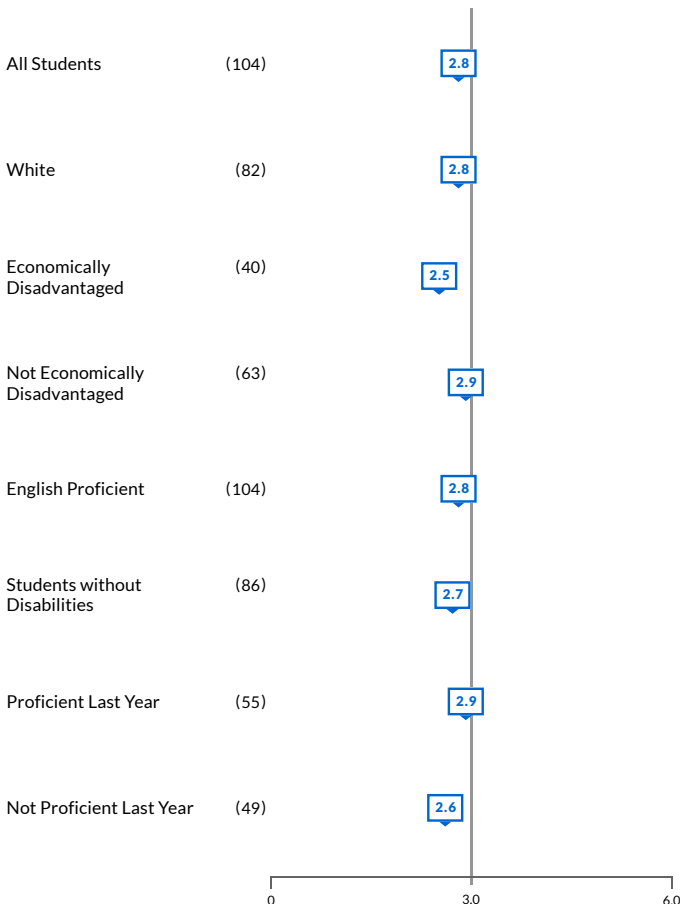 All Students (104) 2.8
White (82) 2.8
Economically (40)
Disadvantaged 2.5
Not Economically (63)
Disadvantaged 2.9
English Proficient (104) 2.8
Students without (86)
Disabilities 2.7
Proficient Last Year (55) 2.9
Not Proficient Last Year (49) 2.6
0 3.0 6.0